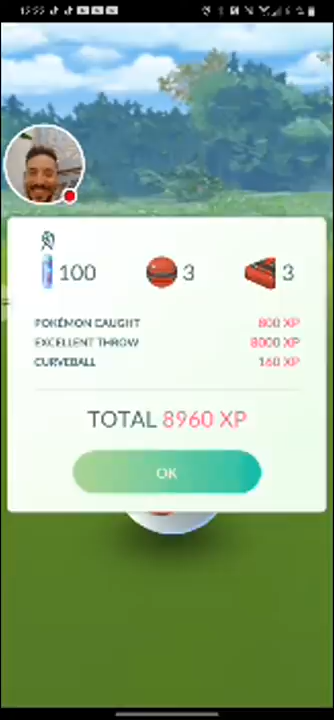 100
3
3
POKÉMON CAUGHT 800 XP
EXCELLENT THROW 8000 XP
CURVEBALL 160 XP
TOTAL 8960 XP
OK